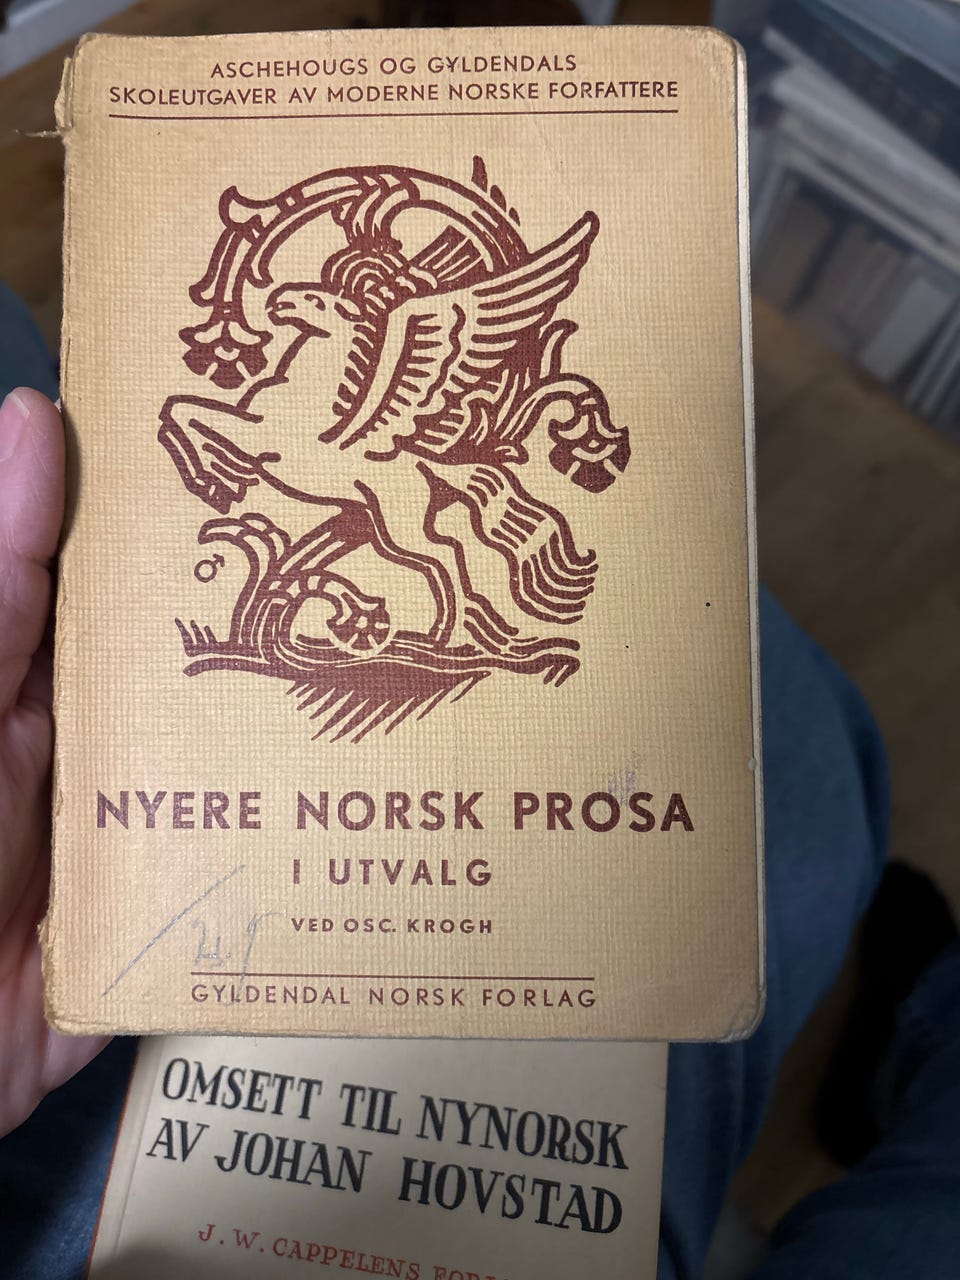 ASCHEHOUGS OG GYLDENDALS
SKOLEUTGAVER AV MODERNE NORSKE FORFATTERE
NYERE NORSK PROSA
I UTVALG
VED OSC. KROGH
GYLDENDAL NORSK FORLAG
OMSETT TIL NYNORSK
AV JOHAN HOVSTAD
J. W. CAPPELENS